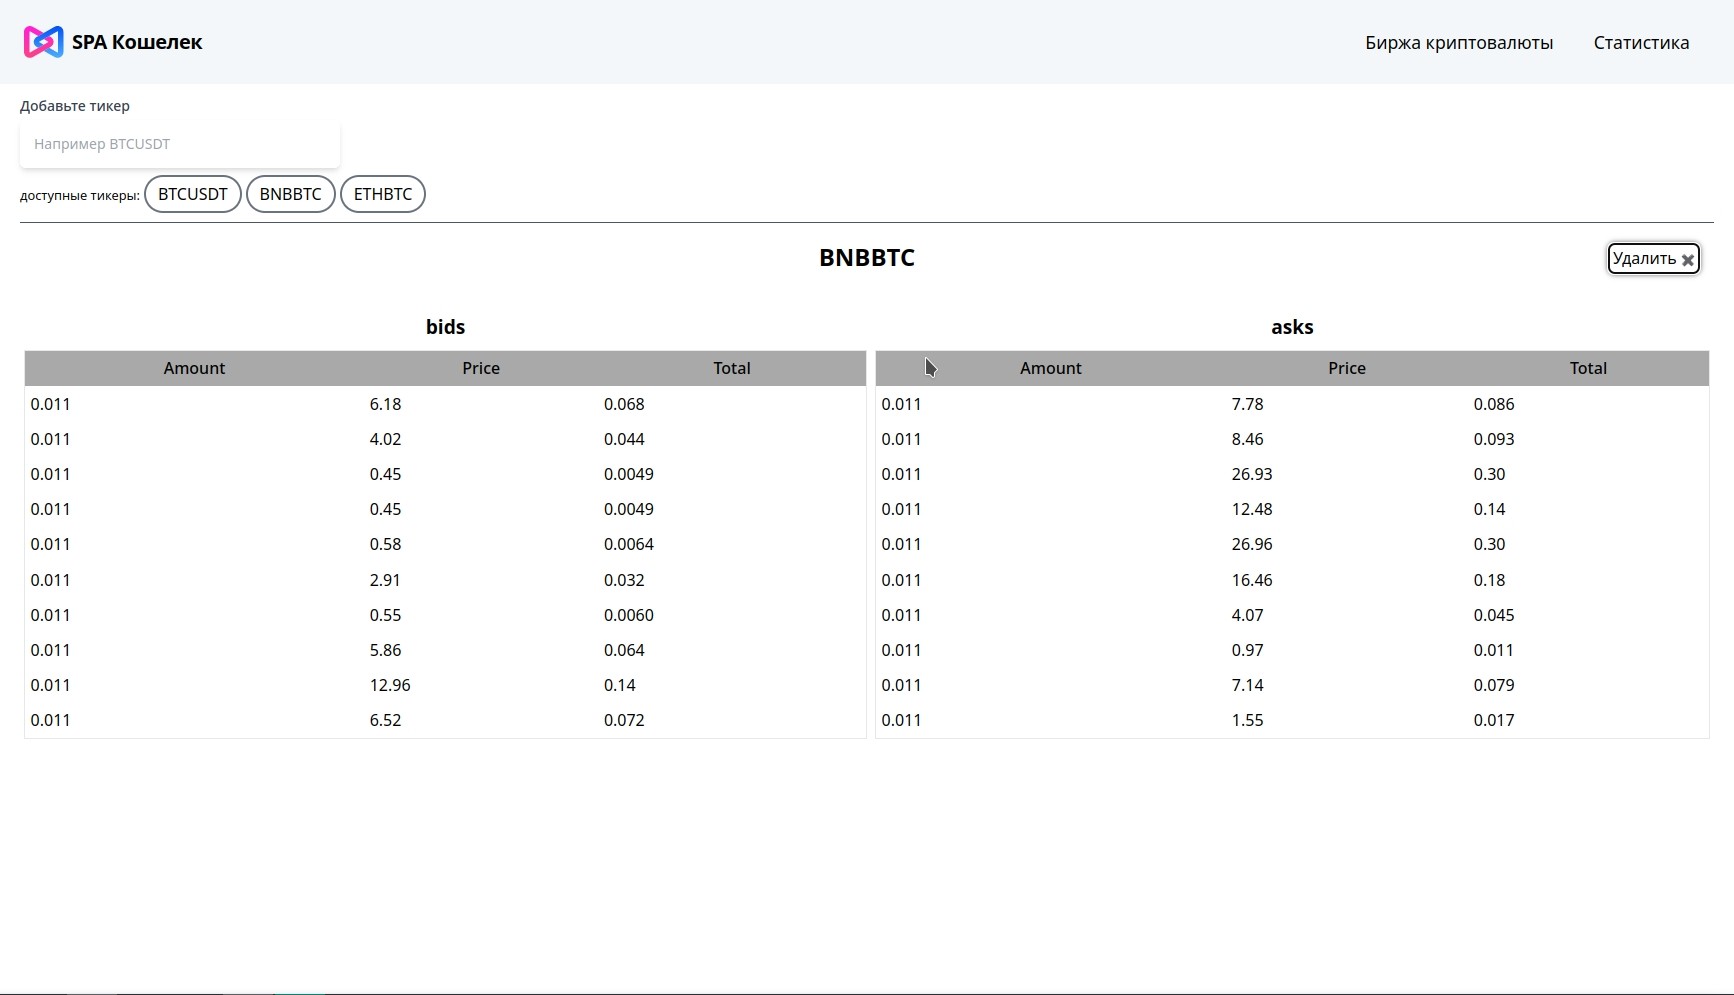 SPA Кошелек
Биржа криптовалюты Статистика
Добавьте тикер
Например BTCUSDT
доступные тикеры: BTCUSDT BNBBTC ETHBTC
BNBBTC
Удалить ✖
bids
Amount Price Total
0.011 6.18 0.068
0.011 4.02 0.044
0.011 0.45 0.0049
0.011 0.45 0.0049
0.011 0.58 0.0064
0.011 2.91 0.032
0.011 0.55 0.0060
0.011 5.86 0.064
0.011 12.96 0.14
0.011 6.52 0.072
asks
Amount Price Total
0.011 7.78 0.086
0.011 8.46 0.093
0.011 26.93 0.30
0.011 12.48 0.14
0.011 26.96 0.30
0.011 16.46 0.18
0.011 4.07 0.045
0.011 0.97 0.011
0.011 7.14 0.079
0.011 1.55 0.017